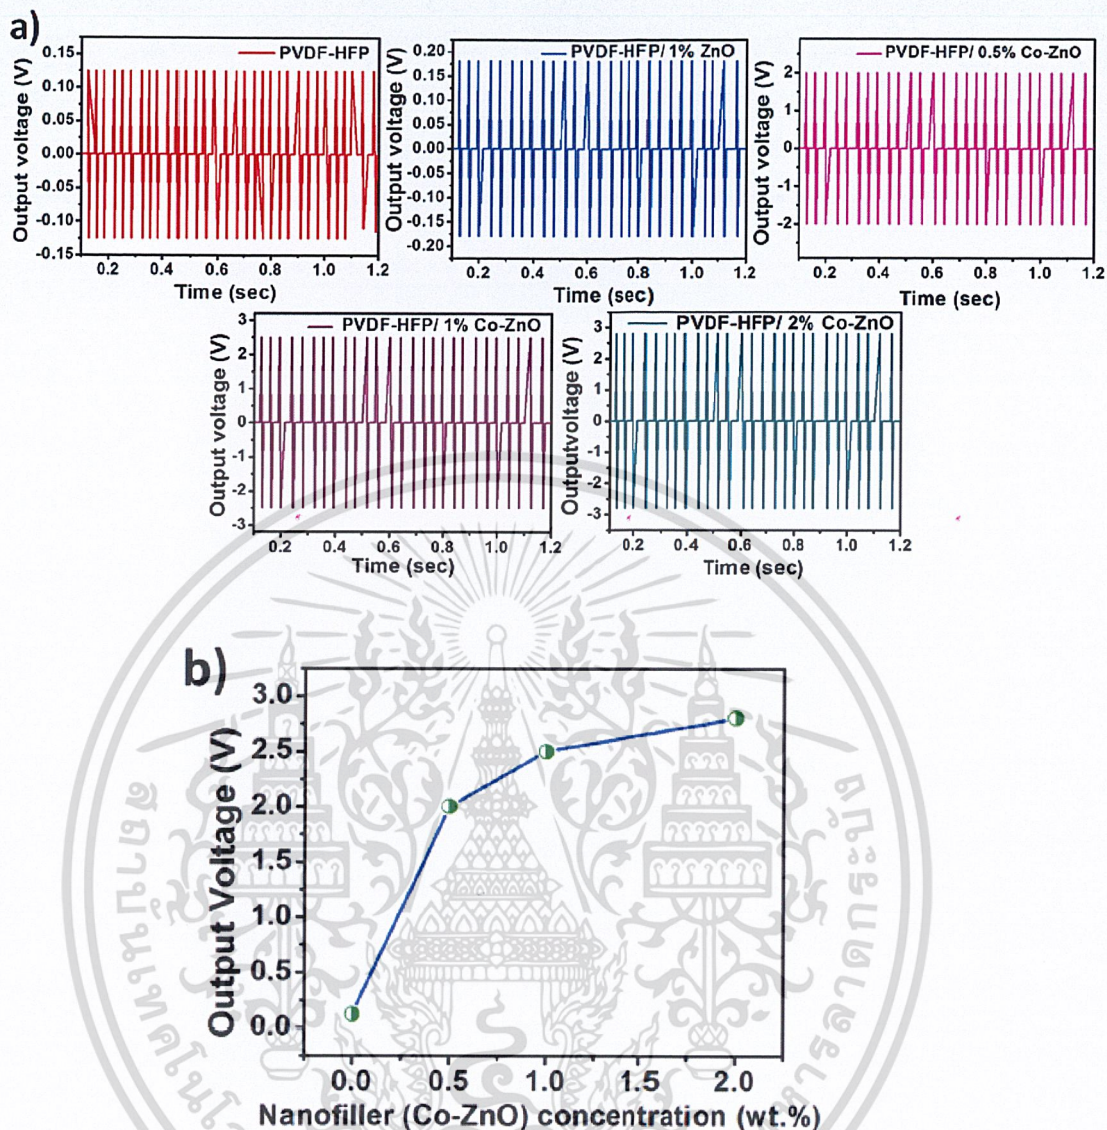 a)
PVDF-HFP
0.15
0.10
0.05
0.00
-0.05
-0.10
-0.15
Output voltage (V)
0.2 0.4 0.6 0.8 1.0 1.2
Time (sec)
PVDF-HFP/ 1% ZnO
0.20
0.15
0.10
0.05
0.00
-0.05
-0.10
-0.15
-0.20
Output voltage (V)
0.2 0.4 0.6 0.8 1.0 1.2
Time (sec)
PVDF-HFP/ 0.5% Co-ZnO
2
1
0
-1
-2
Output voltage (V)
0.2 0.4 0.6 0.8 1.0 1.2
Time (sec)
PVDF-HFP/ 1% Co-ZnO
3
2
1
0
-1
-2
-3
Output voltage (V)
0.2 0.4 0.6 0.8 1.0 1.2
Time (sec)
PVDF-HFP/ 2% Co-ZnO
3
2
1
0
-1
-2
-3
Outputvoltage (V)
0.2 0.4 0.6 0.8 1.0 1.2
Time (sec)
b)
3.0
2.5
2.0
1.5
1.0
0.5
0.0
Output Voltage (V)
0.0 0.5 1.0 1.5 2.0
Nanofiller (Co-ZnO) concentration (wt.%)